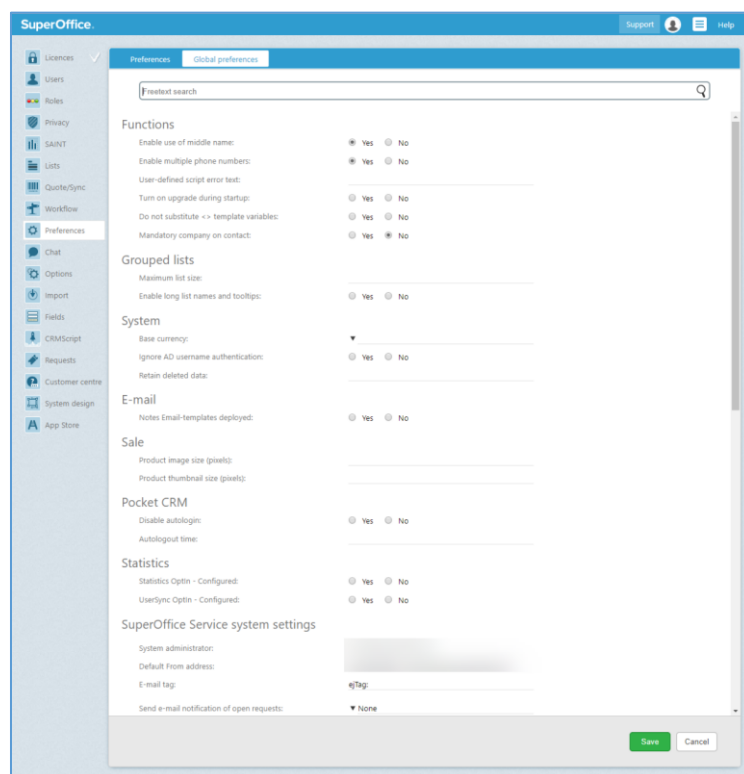 SuperOffice.
Support Help
Licences
Users
Roles
Privacy
SAINT
Lists
Quote/Sync
Workflow
Preferences
Chat
Options
Import
Fields
CRMScript
Requests
Customer centre
System design
App Store
Preferences Global preferences
Freetext search
Functions
Enable use of middle name: Yes No
Enable multiple phone numbers: Yes No
User-defined script error text:
Turn on upgrade during startup: Yes No
Do not substitute <> template variables: Yes No
Mandatory company on contact: Yes No
Grouped lists
Maximum list size:
Enable long list names and tooltips: Yes No
System
Base currency:
Ignore AD username authentication: Yes No
Retain deleted data:
E-mail
Notes Email-templates deployed: Yes No
Sale
Product image size (pixels):
Product thumbnail size (pixels):
Pocket CRM
Disable autologin: Yes No
Autologout time:
Statistics
Statistics Optin - Configured: Yes No
UserSync Optin - Configured: Yes No
SuperOffice Service system settings
System administrator:
Default From address:
E-mail tag: ejTag:
Send e-mail notification of open requests: ▼ None
Save Cancel